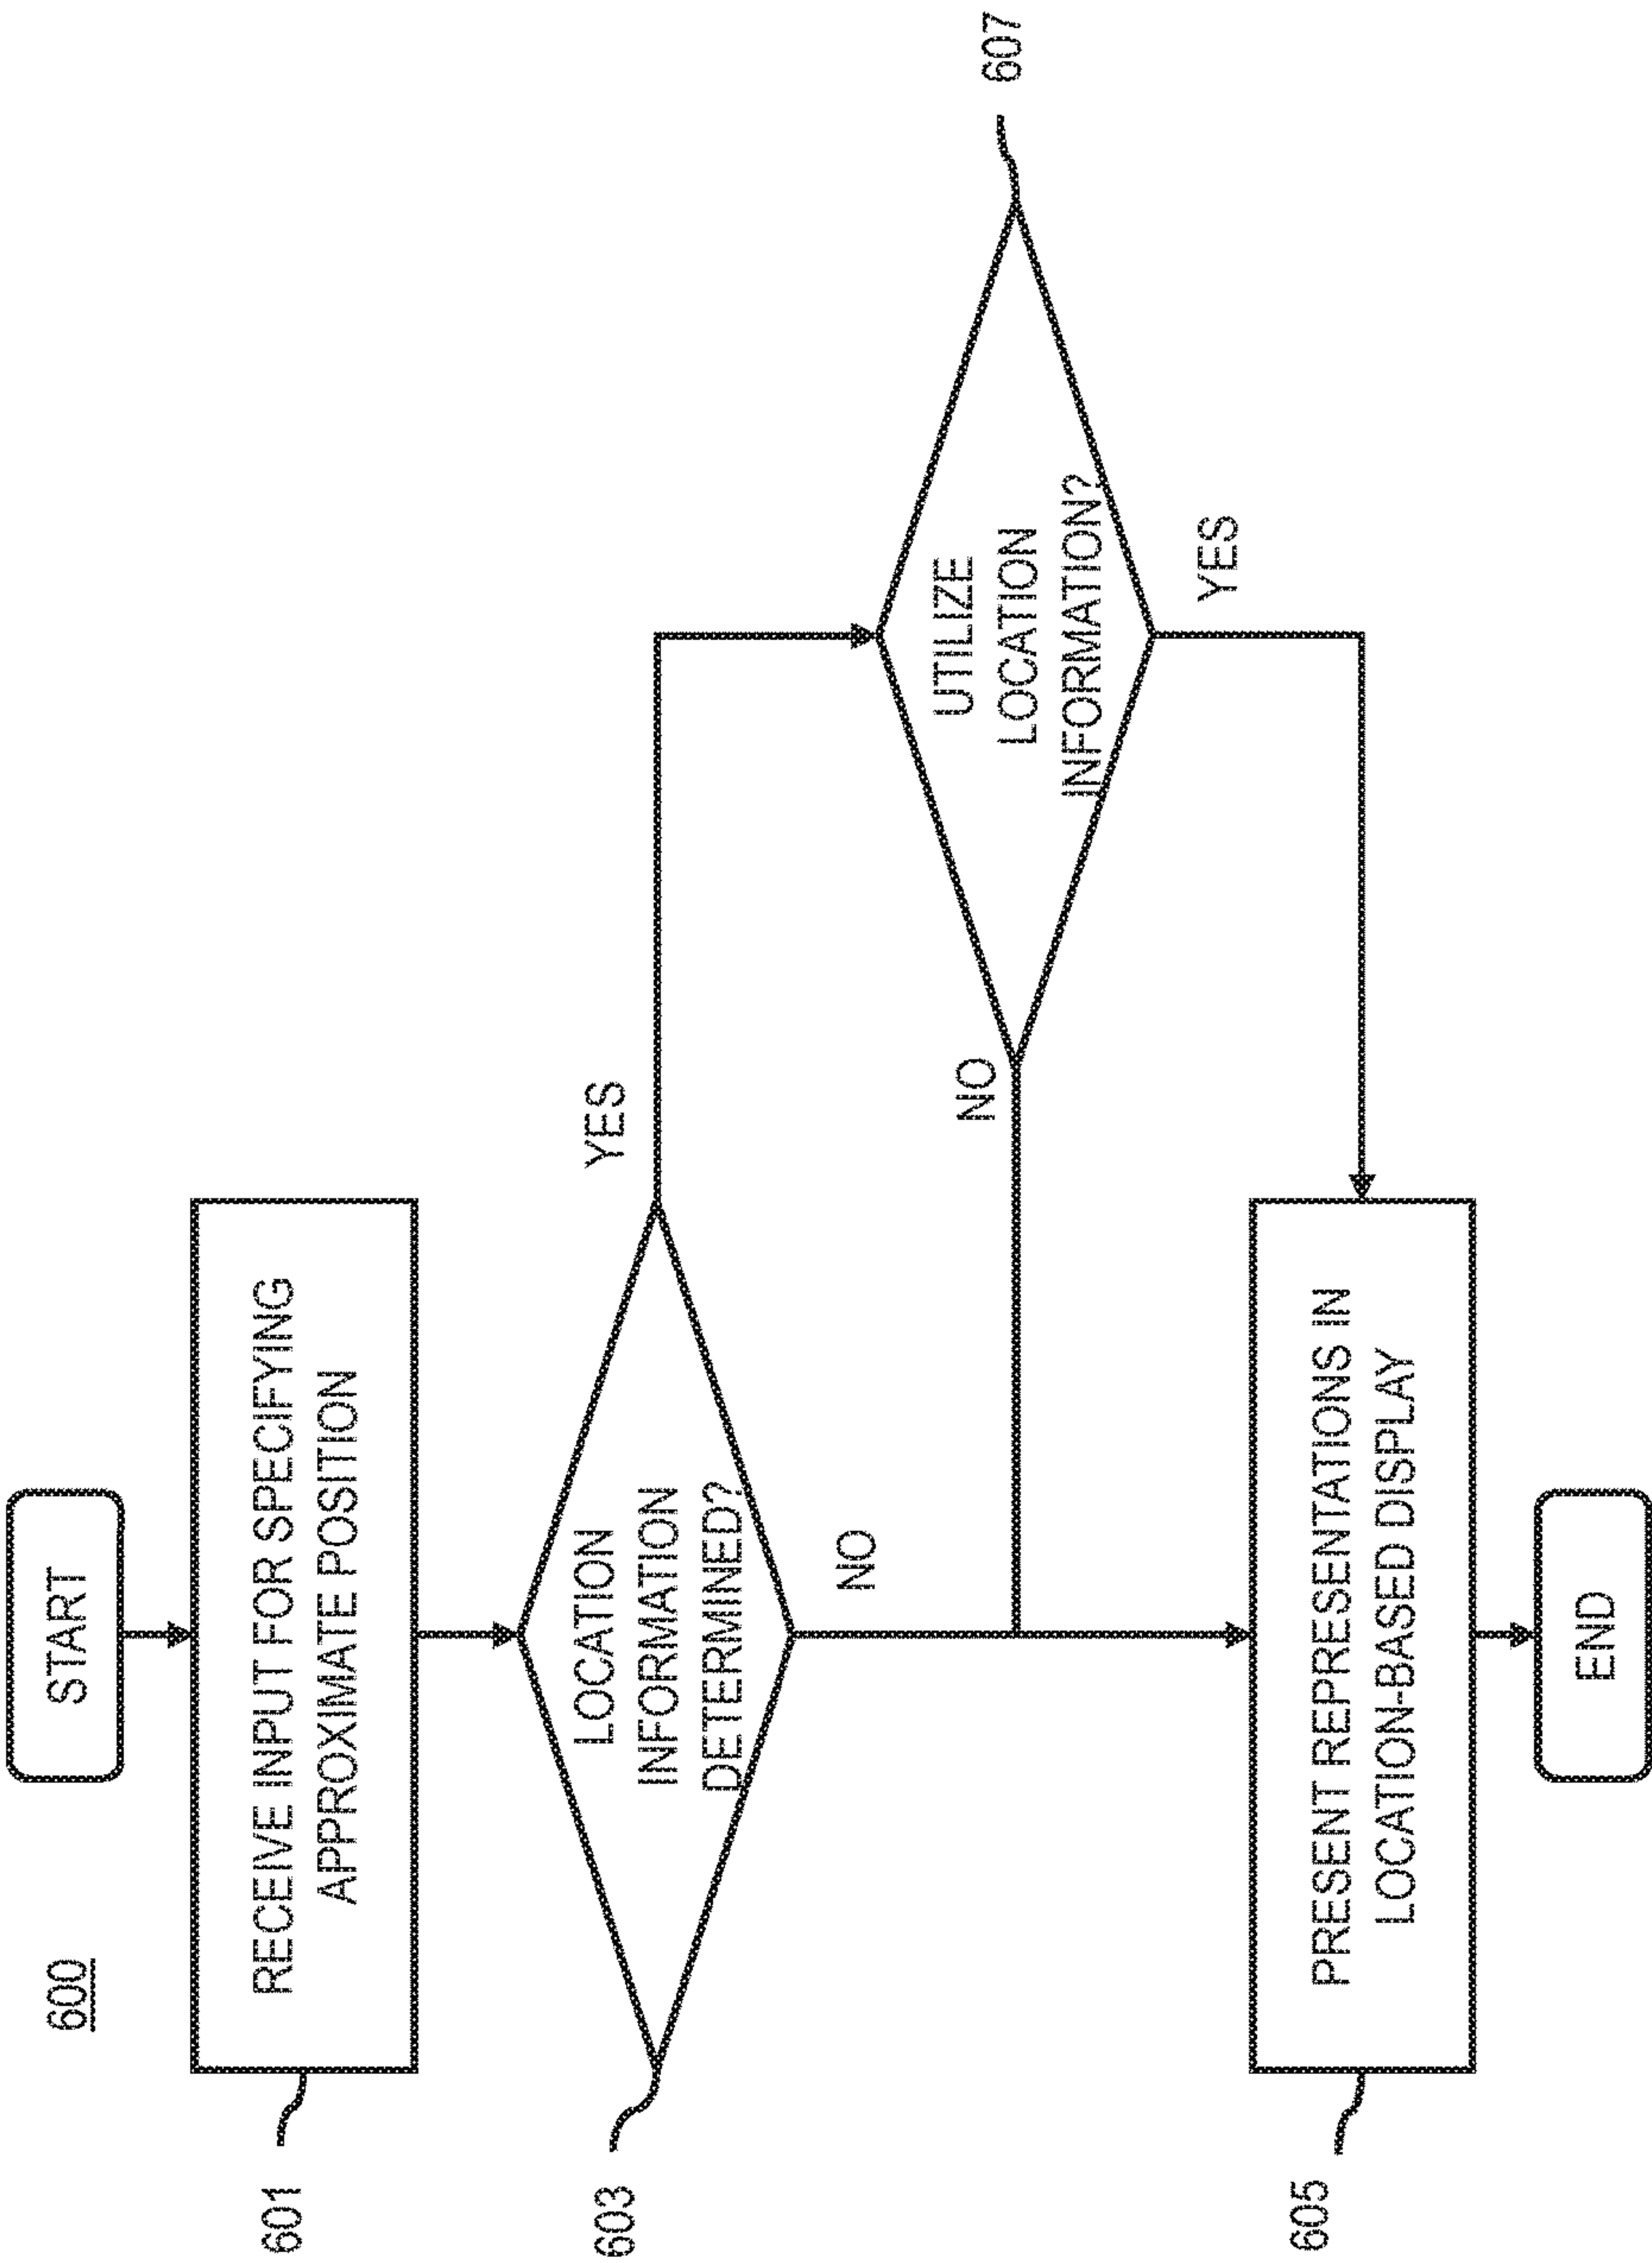 600
START
601
RECEIVE INPUT FOR SPECIFYING
APPROXIMATE POSITION
603
LOCATION
INFORMATION
DETERMINED?
YES
NO
607
UTILIZE
LOCATION
INFORMATION?
NO
YES
605
PRESENT REPRESENTATIONS IN
LOCATION-BASED DISPLAY
END